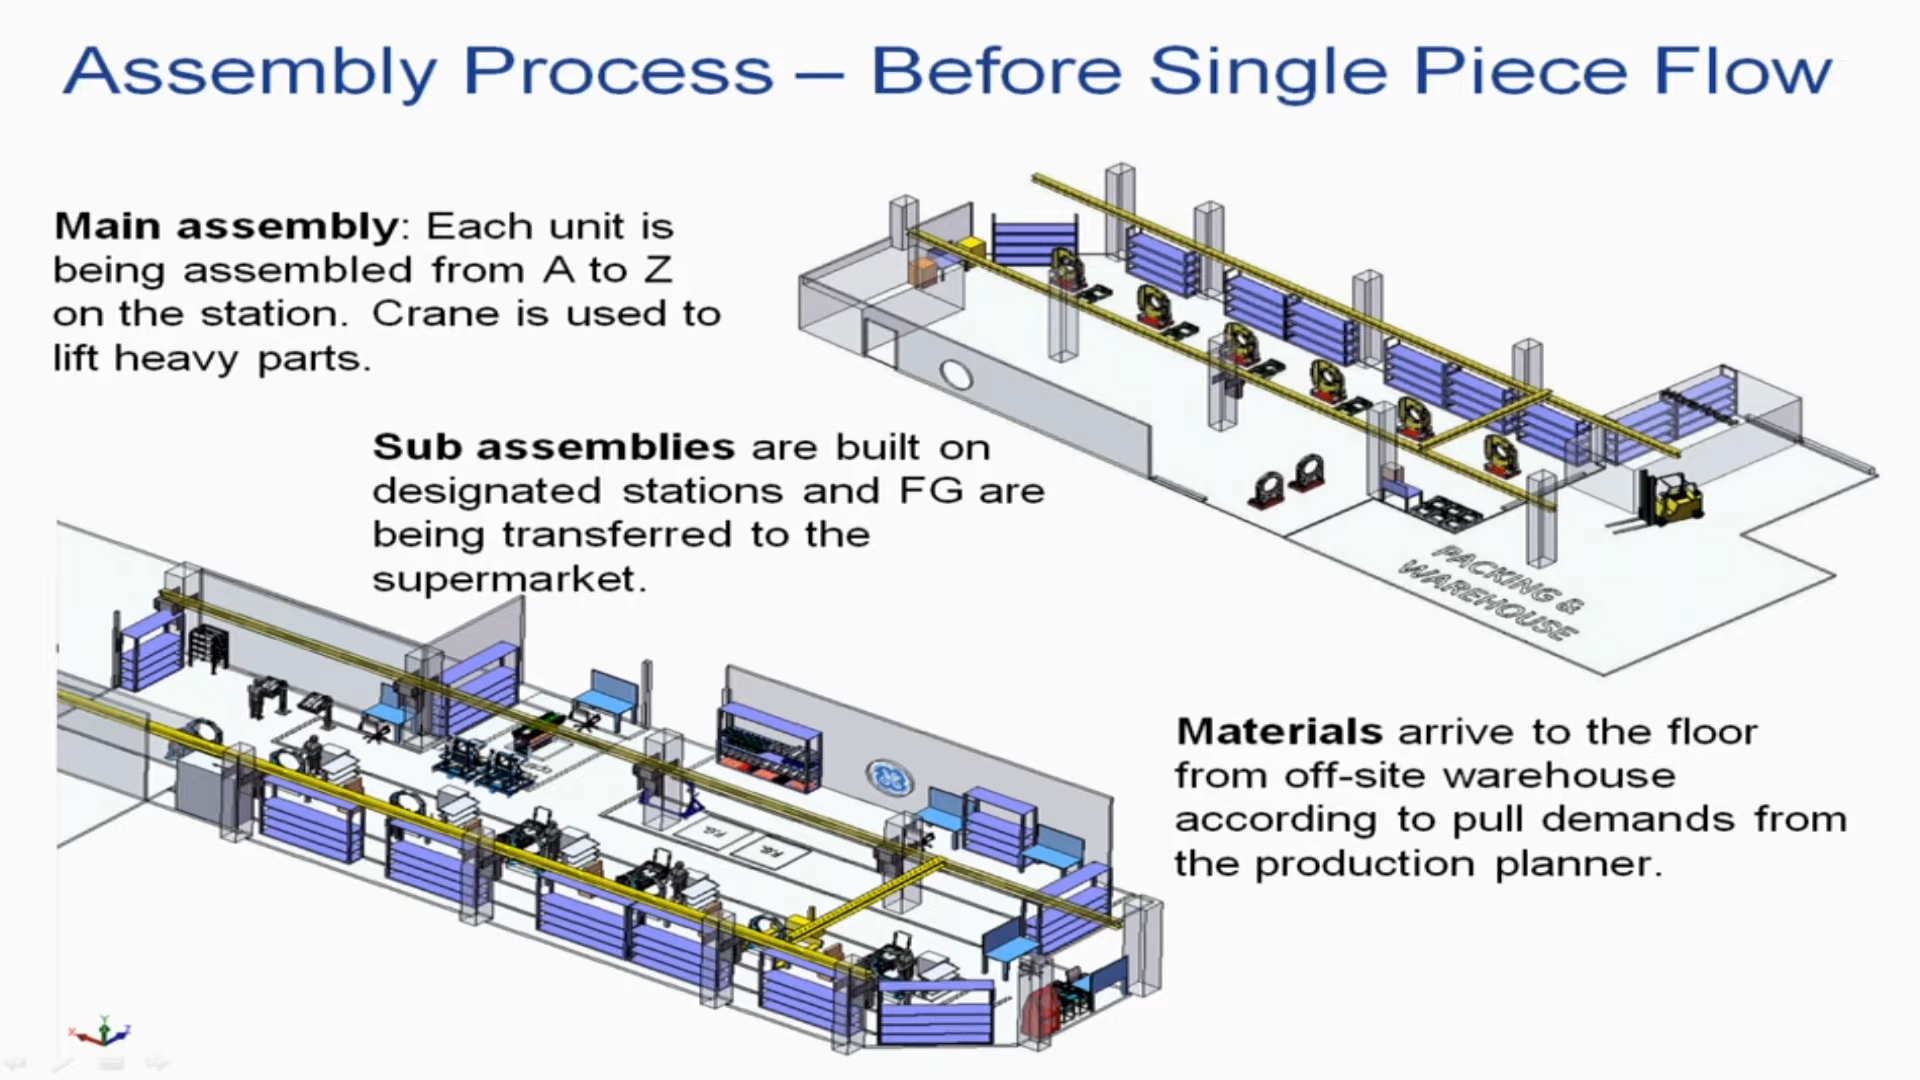 Assembly Process – Before Single Piece Flow
Main assembly: Each unit is
being assembled from A to Z
on the station. Crane is used to
lift heavy parts.
Sub assemblies are built on
designated stations and FG are
being transferred to the
supermarket.
PACKING &
WAREHOUSE
Materials arrive to the floor
from off-site warehouse
according to pull demands from
the production planner.
F.G.
F.G.
X
Y
Z